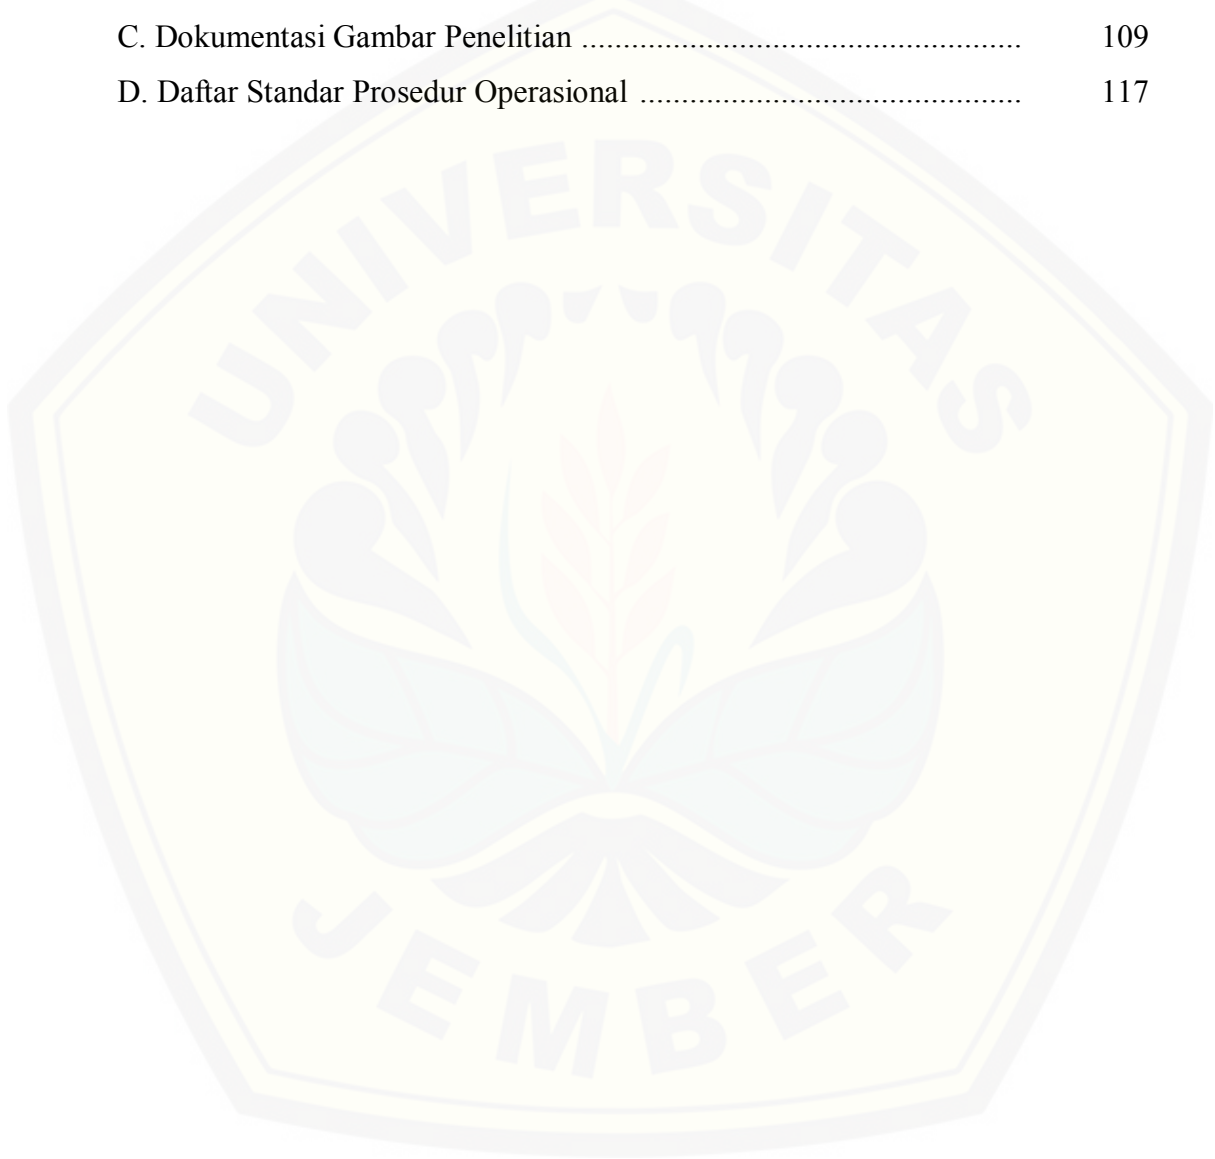 C. Dokumentasi Gambar Penelitian ..................................................... 109
D. Daftar Standar Prosedur Operasional .............................................. 117
UNIVERSITAS
JEMBER